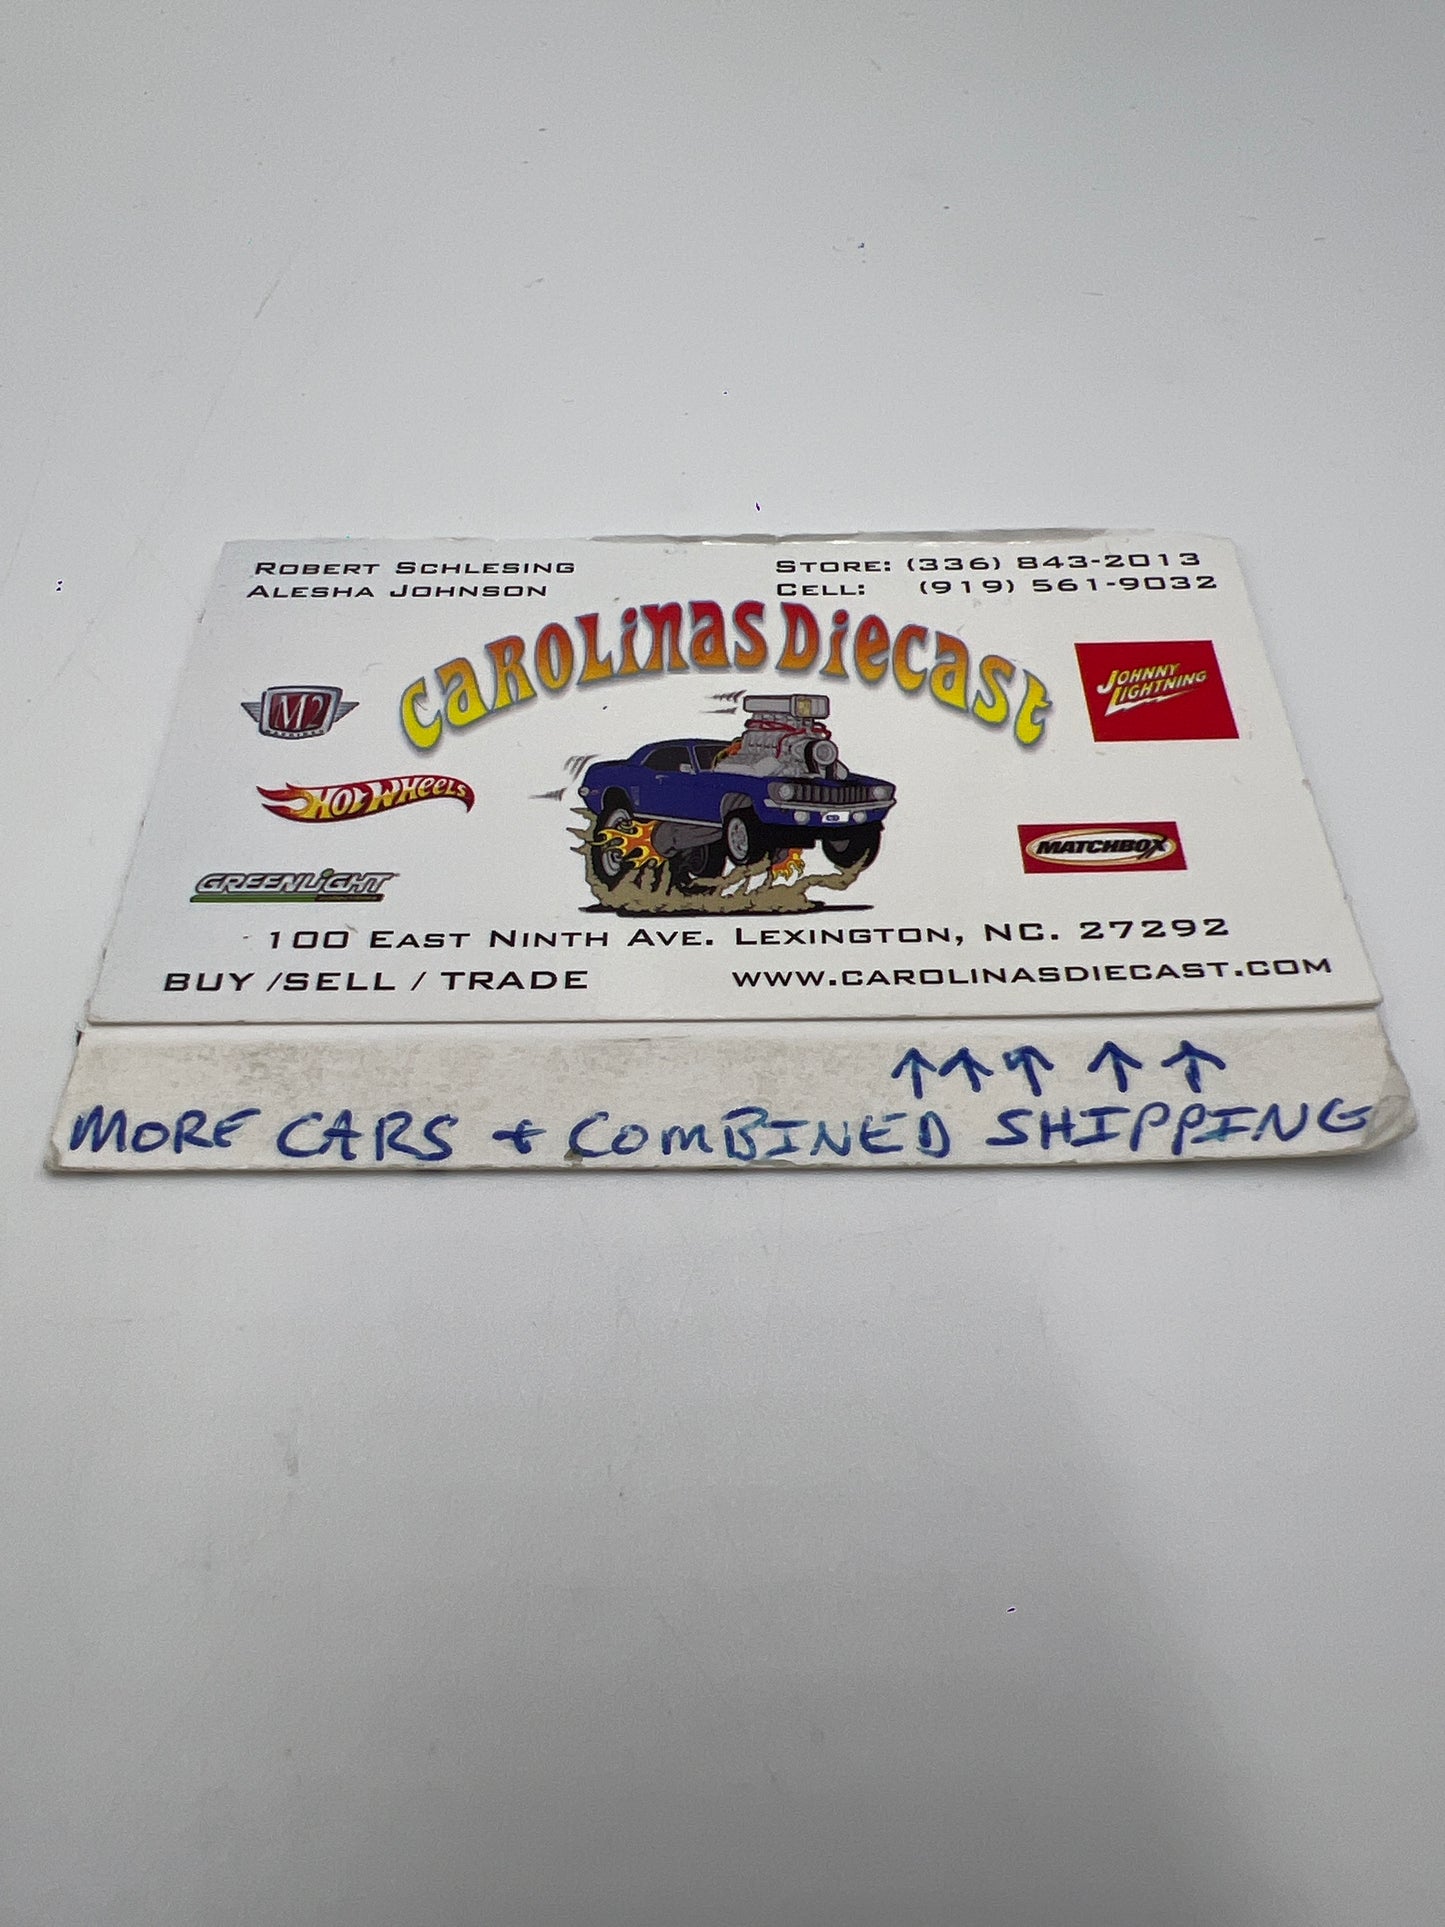 ROBERT SCHLESING
ALESHA JOHNSON
STORE: (336) 843-2013
CELL: (919) 561-9032
CAROLINAS DIECAST
M2
JOHNNY
LIGHTNING
HOT WHEELS
MATCHBOX
GREENLIGHT
100 EAST NINTH AVE. LEXINGTON, NC. 27292
BUY /SELL / TRADE
WWW.CAROLINASDIECAST.COM
↑↑↑↑↑
MORE CARS + COMBINED SHIPPING